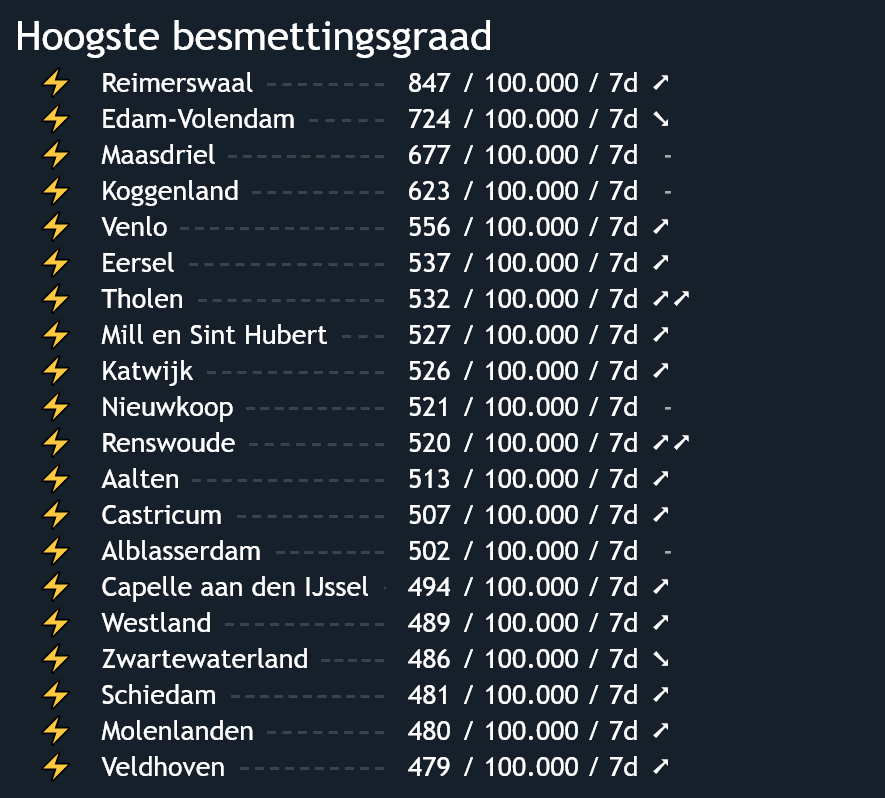 Hoogste besmettingsgraad
Reimerswaal 847 / 100.000 / 7d ➚
Edam-Volendam 724 / 100.000 / 7d ➘
Maasdriel 677 / 100.000 / 7d -
Koggenland 623 / 100.000 / 7d -
Venlo 556 / 100.000 / 7d ➚
Eersel 537 / 100.000 / 7d ➚
Tholen 532 / 100.000 / 7d ➚➚
Mill en Sint Hubert 527 / 100.000 / 7d ➚
Katwijk 526 / 100.000 / 7d ➚
Nieuwkoop 521 / 100.000 / 7d -
Renswoude 520 / 100.000 / 7d ➚➚
Aalten 513 / 100.000 / 7d ➚
Castricum 507 / 100.000 / 7d ➚
Alblasserdam 502 / 100.000 / 7d -
Capelle aan den IJssel 494 / 100.000 / 7d ➚
Westland 489 / 100.000 / 7d ➚
Zwartewaterland 486 / 100.000 / 7d ➘
Schiedam 481 / 100.000 / 7d ➚
Molenlanden 480 / 100.000 / 7d ➚
Veldhoven 479 / 100.000 / 7d ➚